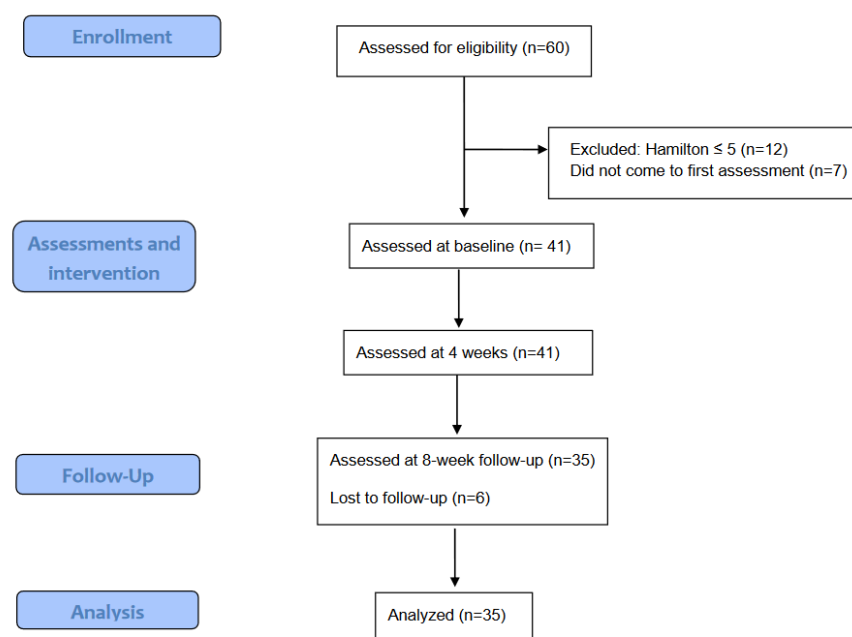 Enrollment
Assessed for eligibility (n=60)
Excluded: Hamilton ≤ 5 (n=12)
Did not come to first assessment (n=7)
Assessments and
intervention
Assessed at baseline (n= 41)
Assessed at 4 weeks (n=41)
Follow-Up
Assessed at 8-week follow-up (n=35)
Lost to follow-up (n=6)
Analysis
Analyzed (n=35)